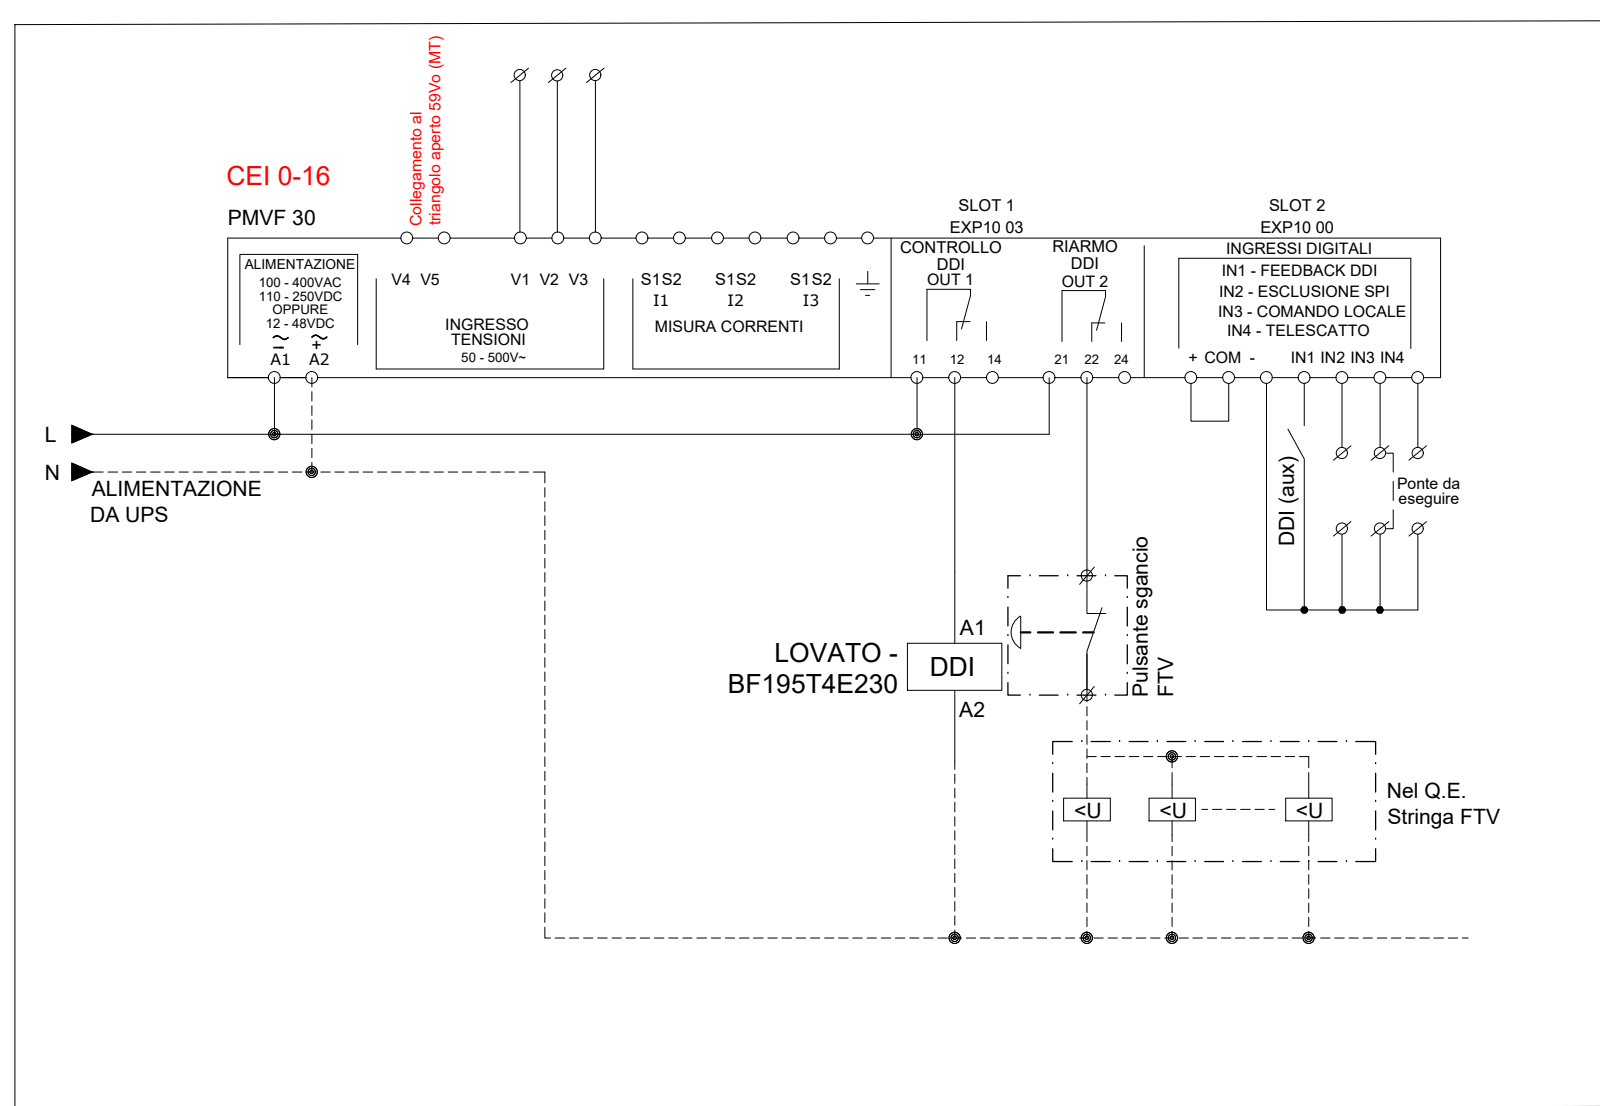 Collegamento al
triangolo aperto 59Vo (MT)
CEI 0-16
PMVF 30
SLOT 1
EXP10 03
SLOT 2
EXP10 00
ALIMENTAZIONE
100 - 400VAC
110 - 250VDC
OPPURE
12 - 48VDC
~ ~
– +
A1 A2
V4 V5
V1 V2 V3
INGRESSO
TENSIONI
50 - 500V~
S1S2 S1S2 S1S2
I1 I2 I3
MISURA CORRENTI
CONTROLLO
DDI
OUT 1
11 12 14
RIARMO
DDI
OUT 2
21 22 24
INGRESSI DIGITALI
IN1 - FEEDBACK DDI
IN2 - ESCLUSIONE SPI
IN3 - COMANDO LOCALE
IN4 - TELESCATTO
+ COM - IN1 IN2 IN3 IN4
L
N
ALIMENTAZIONE
DA UPS
DDI (aux)
Ponte da
eseguire
LOVATO -
BF195T4E230
A1
DDI
A2
Pulsante sgancio
FTV
<U <U <U
Nel Q.E.
Stringa FTV